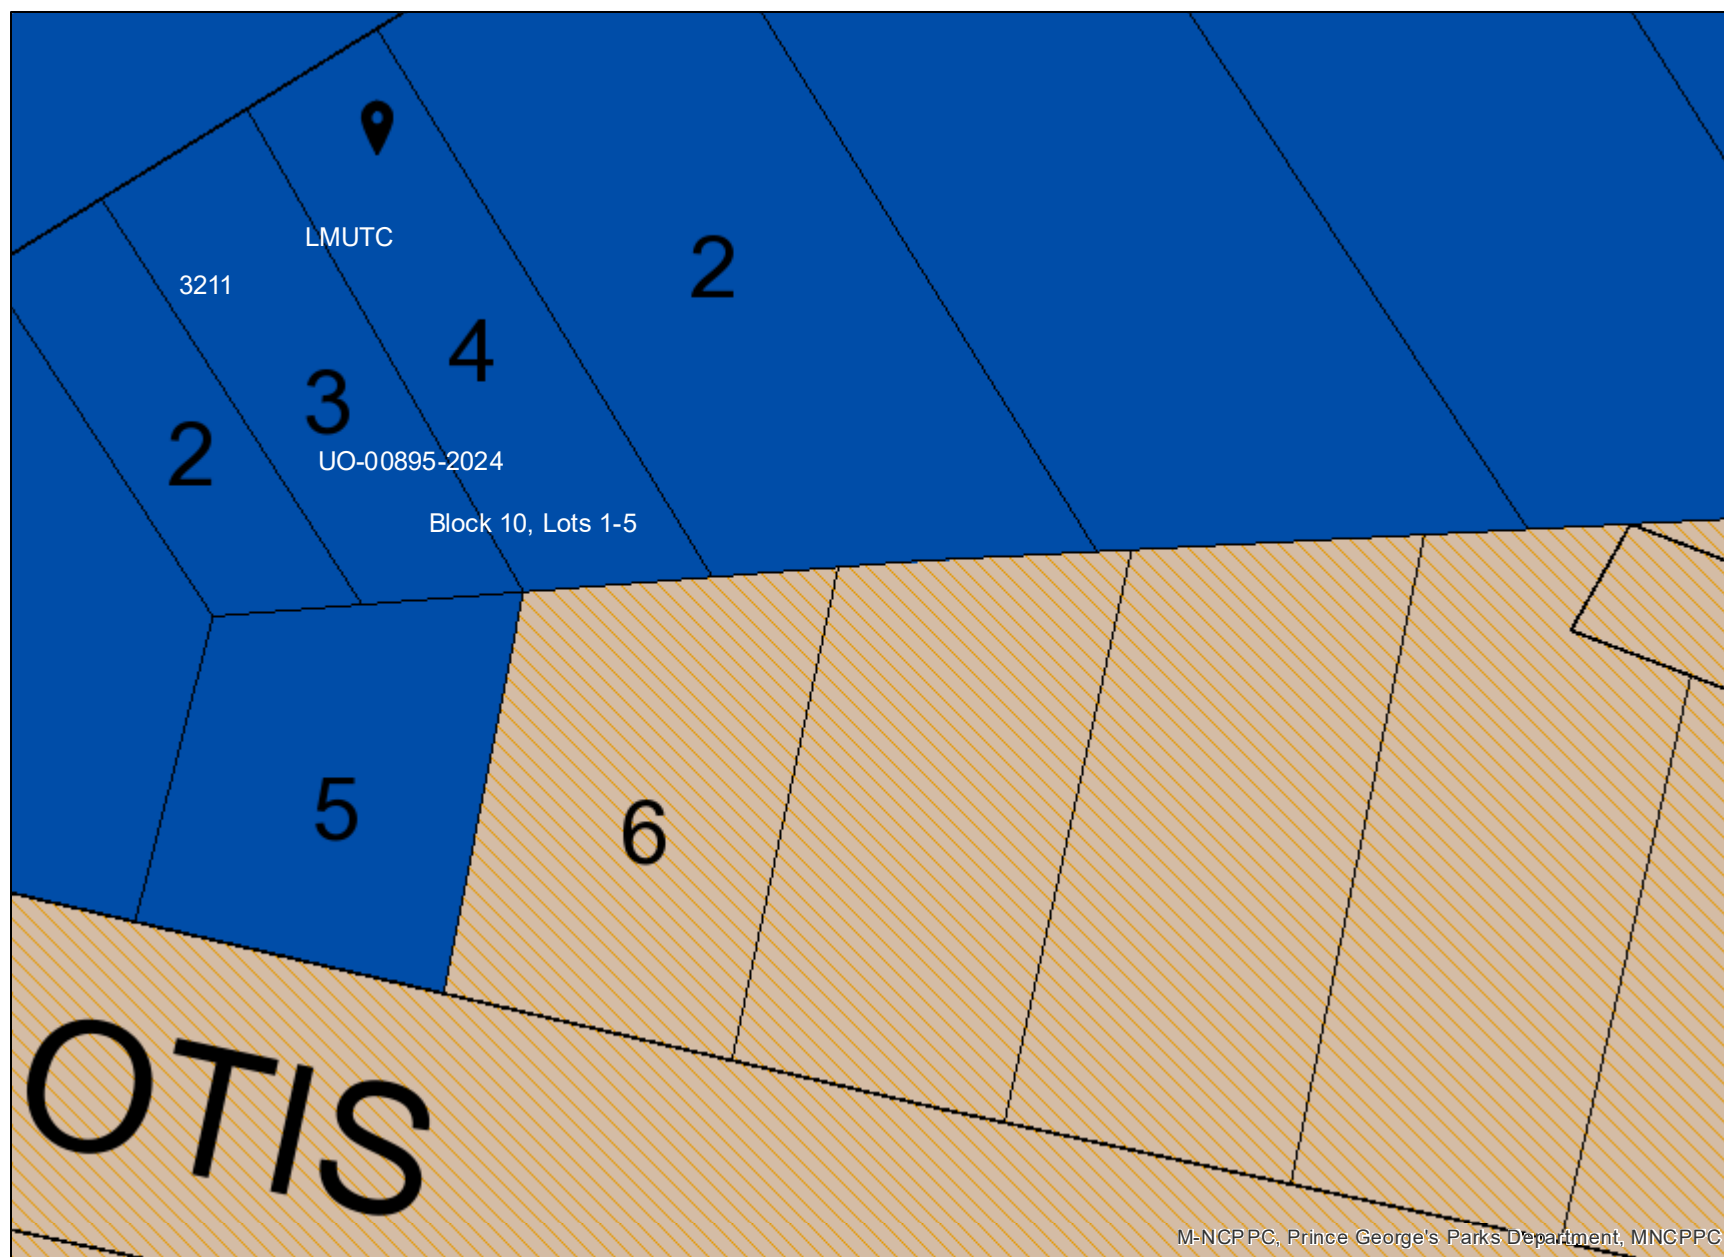 LMUTC
3211
2
4
3
2
UO-00895-2024
Block 10, Lots 1-5
5
6
OTIS
M-NCPPC, Prince George's Parks Department, MNCPPC